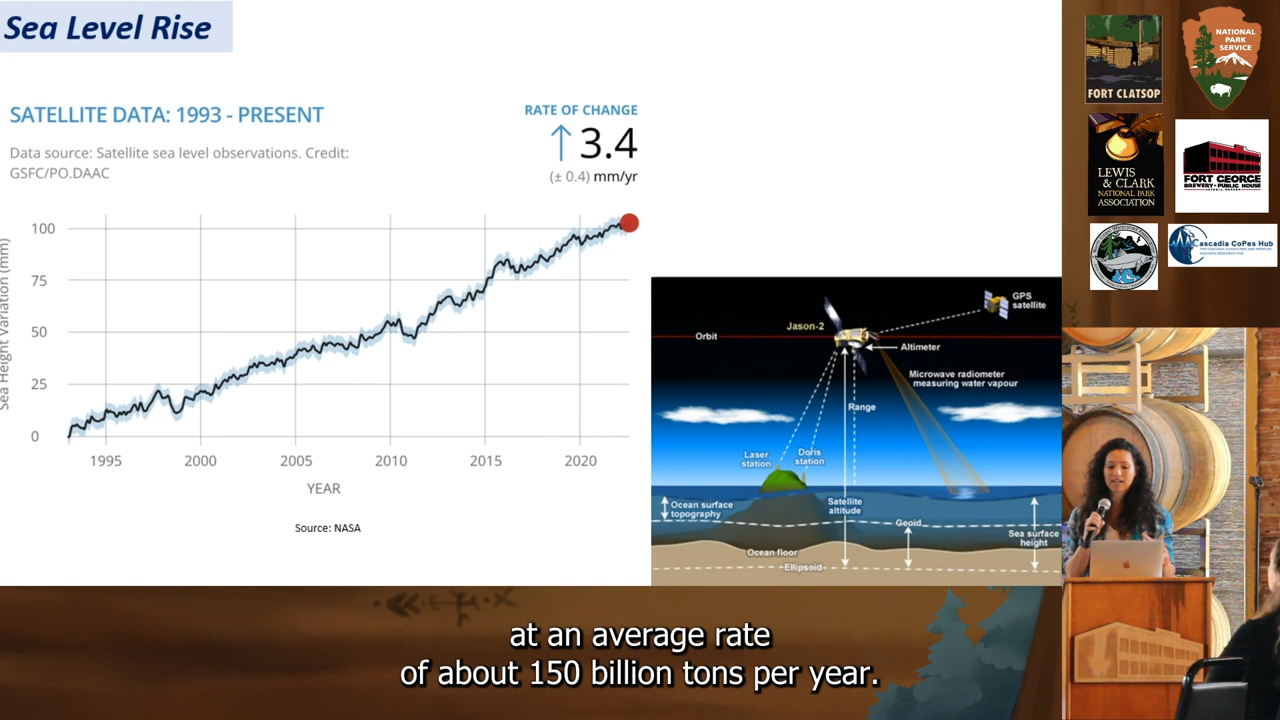 Sea Level Rise
SATELLITE DATA: 1993 - PRESENT
Data source: Satellite sea level observations. Credit:
GSFC/PO.DAAC
RATE OF CHANGE
↑ 3.4
(± 0.4) mm/yr
Sea Height Variation (mm)
100
75
50
25
0
1995 2000 2005 2010 2015 2020
YEAR
Source: NASA
GPS
satellite
Jason-2
Orbit
Altimeter
Microwave radiometer
measuring water vapour
Range
Laser
station
Doris
station
Ocean surface
topography
Satellite
altitude
Geoid
Sea surface
height
Ocean floor
Ellipsoid
FORT CLATSOP
NATIONAL
PARK
SERVICE
LEWIS
& CLARK
NATIONAL PARK
ASSOCIATION
FORT GEORGE
BREWERY + PUBLIC HOUSE
Cascadia CoPes Hub
at an average rate
of about 150 billion tons per year.